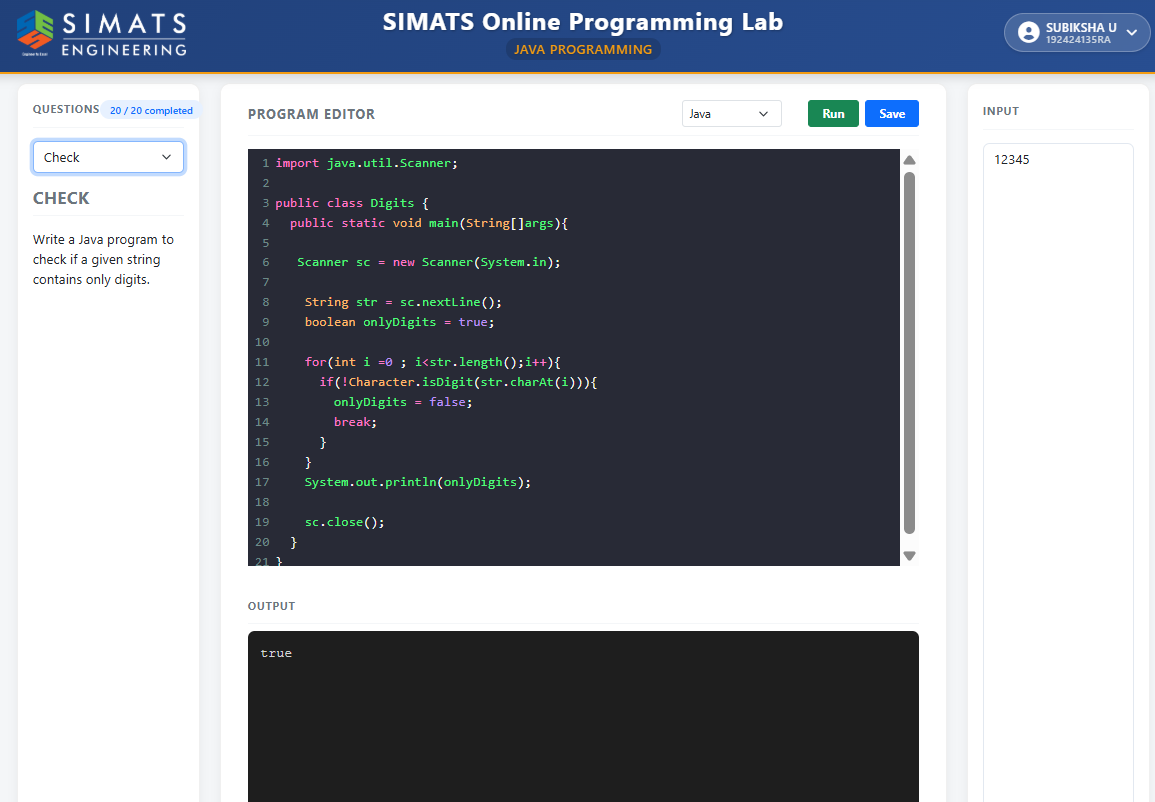 SIMATS
ENGINEERING
SIMATS Online Programming Lab
JAVA PROGRAMMING
SUBIKSHA U
192424135RA
QUESTIONS 20 / 20 completed
Check
CHECK
Write a Java program to
check if a given string
contains only digits.
PROGRAM EDITOR
Java
Run
Save
1 import java.util.Scanner;
2
3 public class Digits {
4   public static void main(String[]args){
5
6    Scanner sc = new Scanner(System.in);
7
8     String str = sc.nextLine();
9     boolean onlyDigits = true;
10
11     for(int i =0 ; i<str.length();i++){
12       if(!Character.isDigit(str.charAt(i))){
13         onlyDigits = false;
14         break;
15       }
16     }
17     System.out.println(onlyDigits);
18
19     sc.close();
20   }
21 }
OUTPUT
true
INPUT
12345